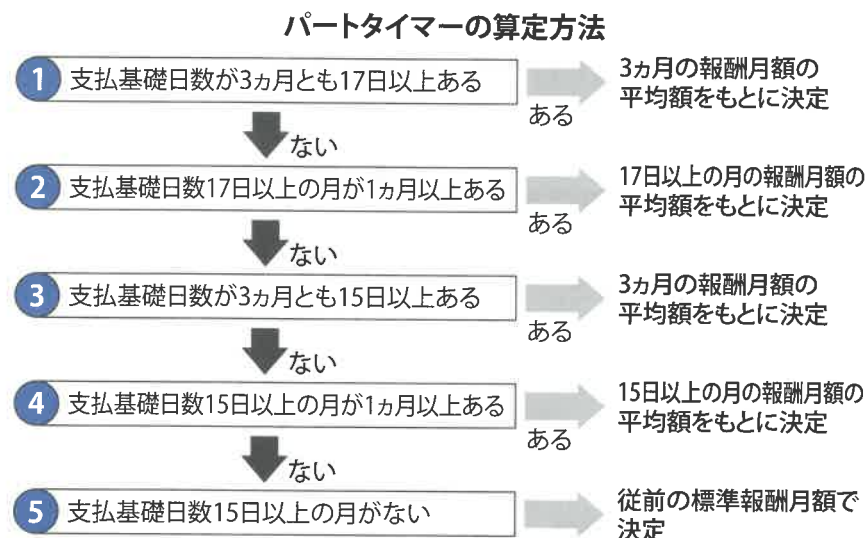 パートタイマーの算定方法
1 支払基礎日数が3ヵ月とも17日以上ある
ある
3ヵ月の報酬月額の
平均額をもとに決定
ない
2 支払基礎日数17日以上の月が1ヵ月以上ある
ある
17日以上の月の報酬月額の
平均額をもとに決定
ない
3 支払基礎日数が3ヵ月とも15日以上ある
ある
3ヵ月の報酬月額の
平均額をもとに決定
ない
4 支払基礎日数15日以上の月が1ヵ月以上ある
ある
15日以上の月の報酬月額の
平均額をもとに決定
ない
5 支払基礎日数15日以上の月がない
従前の標準報酬月額で
決定